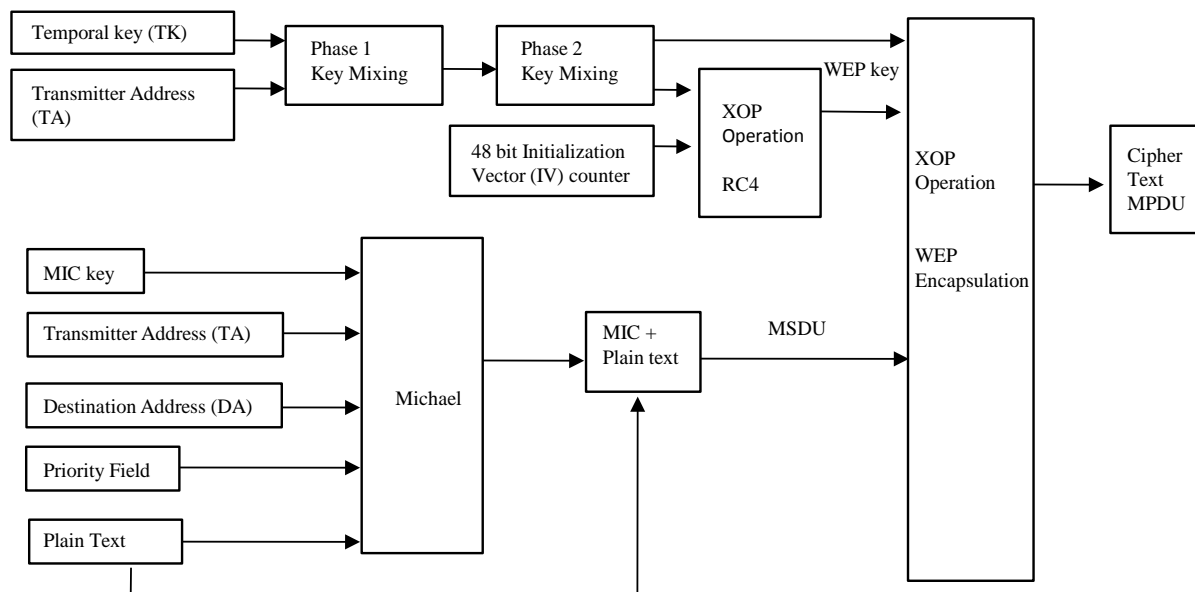 Temporal key (TK)
Transmitter Address
(TA)
Phase 1
Key Mixing
Phase 2
Key Mixing
WEP key
48 bit Initialization
Vector (IV) counter
XOP
Operation
RC4
XOP
Operation
WEP
Encapsulation
Cipher
Text
MPDU
MIC key
Transmitter Address (TA)
Destination Address (DA)
Priority Field
Plain Text
Michael
MIC +
Plain text
MSDU